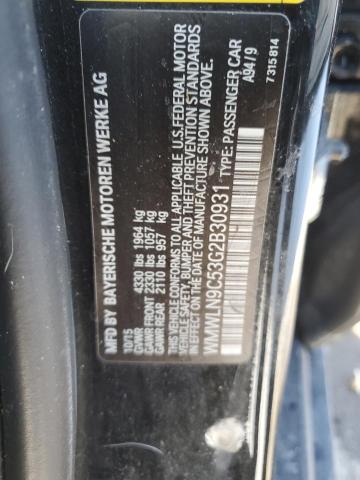 MFD BY BAYERISCHE MOTOREN WERKE AG
10/15
GVWR 4330 lbs 1964 kg
GAWR FRONT 2330 lbs 1057 kg
GAWR REAR 2110 lbs 957 kg
THIS VEHICLE CONFORMS TO ALL APPLICABLE U.S. FEDERAL MOTOR
VEHICLE SAFETY, BUMPER AND THEFT PREVENTION STANDARDS
IN EFFECT ON THE DATE OF MANUFACTURE SHOWN ABOVE.
WMWLN9C53G2B30931 TYPE: PASSENGER CAR
A94/9
7 315 814